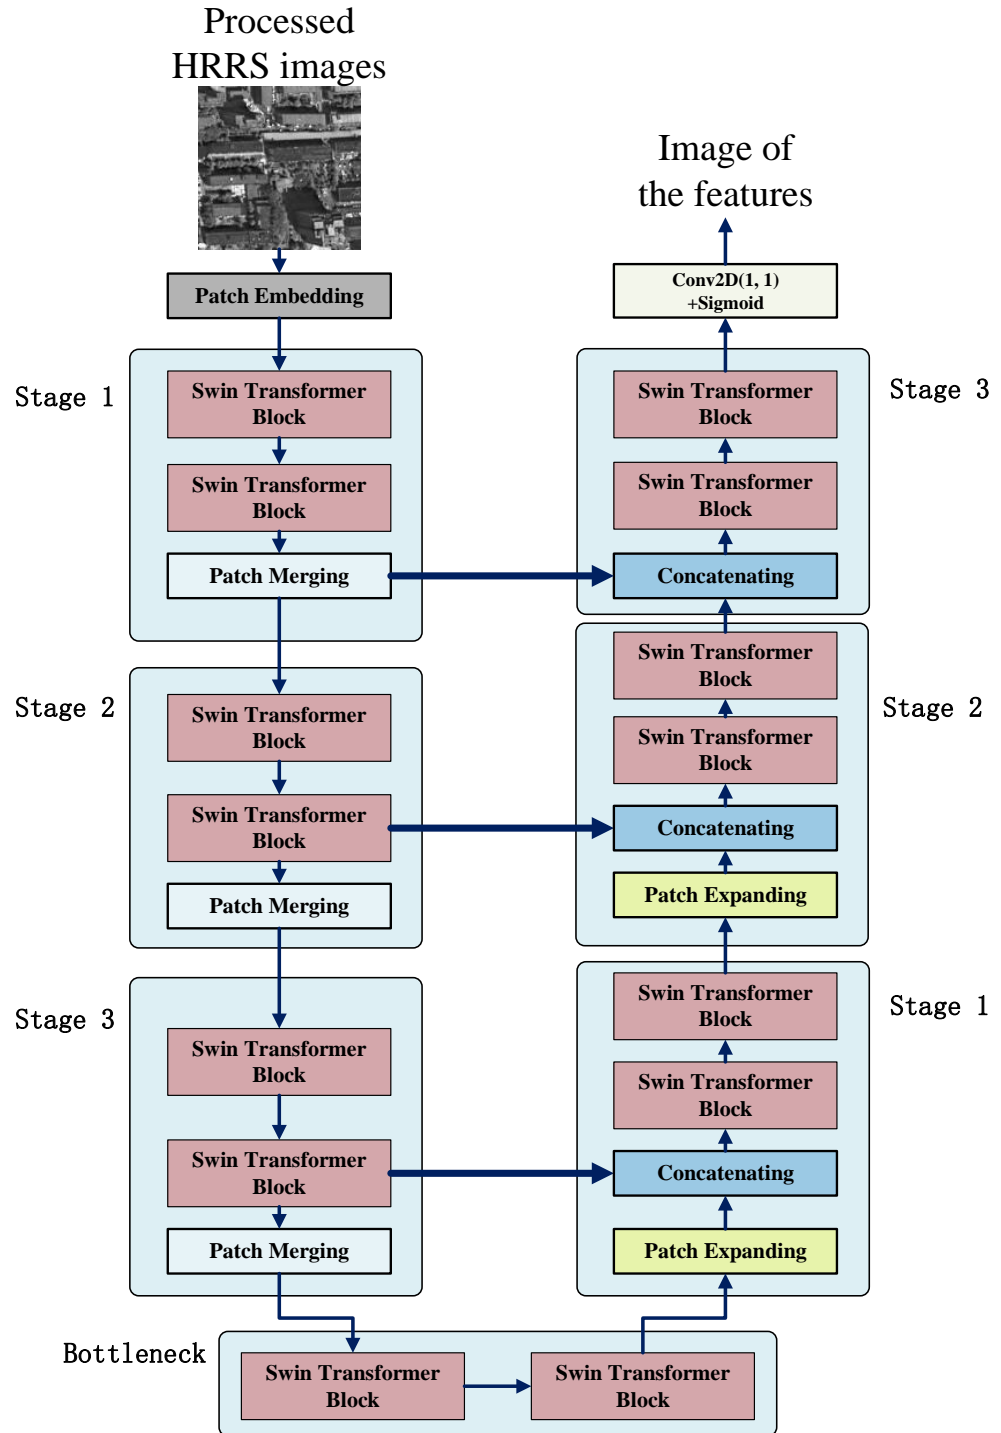 Processed
HRRS images
Patch Embedding
Stage 1
Swin Transformer
Block
Swin Transformer
Block
Patch Merging
Stage 2
Swin Transformer
Block
Swin Transformer
Block
Patch Merging
Stage 3
Swin Transformer
Block
Swin Transformer
Block
Patch Merging
Bottleneck
Swin Transformer
Block
Swin Transformer
Block
Image of
the features
Conv2D(1, 1)
+Sigmoid
Stage 3
Swin Transformer
Block
Swin Transformer
Block
Concatenating
Stage 2
Swin Transformer
Block
Swin Transformer
Block
Concatenating
Patch Expanding
Stage 1
Swin Transformer
Block
Swin Transformer
Block
Concatenating
Patch Expanding